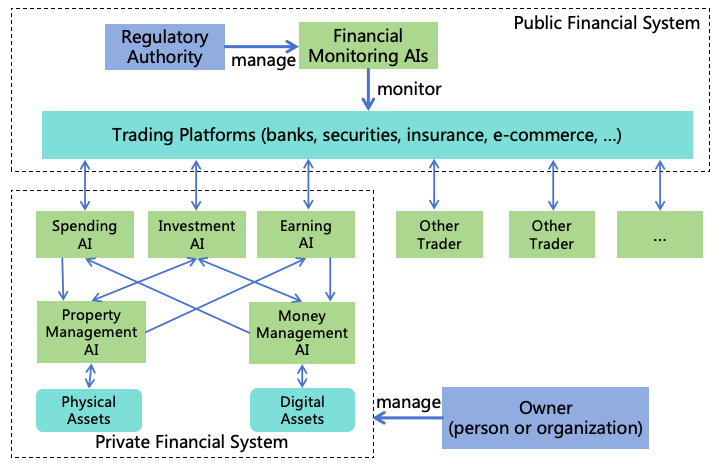 Public Financial System
Regulatory
Authority
manage
Financial
Monitoring AIs
monitor
Trading Platforms (banks, securities, insurance, e-commerce, ...)
Spending
AI
Investment
AI
Earning
AI
Other
Trader
Other
Trader
...
Property
Management
AI
Money
Management
AI
Physical
Assets
Digital
Assets
manage
Owner
(person or organization)
Private Financial System